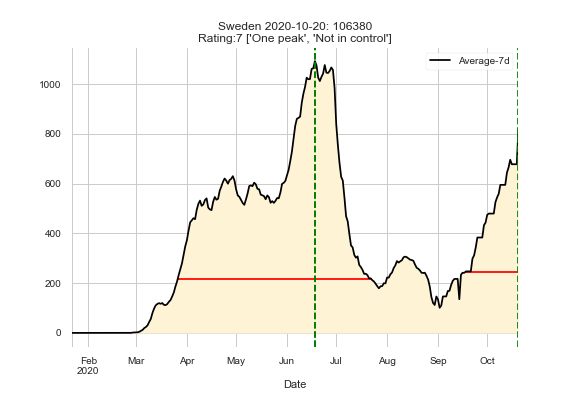 Sweden 2020-10-20: 106380
Rating:7 ['One peak', 'Not in control']
Average-7d
1000
800
600
400
200
0
Feb Mar Apr May Jun Jul Aug Sep Oct
2020
Date